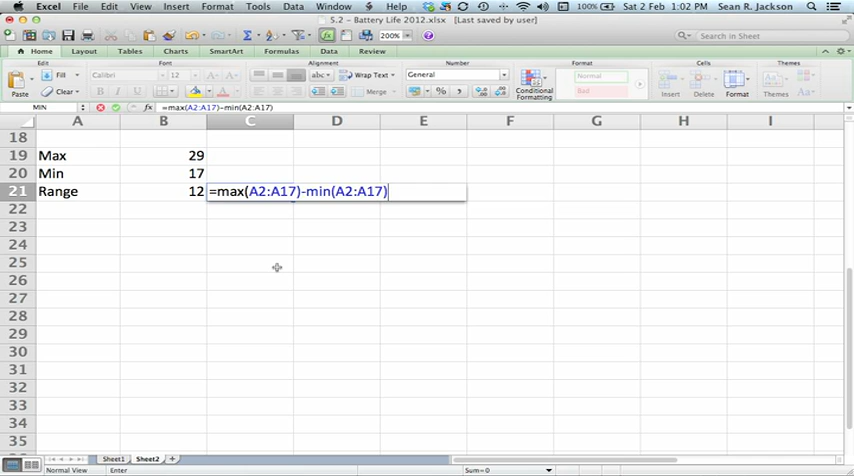 Excel File Edit View Insert Format Tools Data Window Help 100% Sat 2 Feb 1:02 PM Sean R. Jackson
5.2 – Battery Life 2012.xlsx [Last saved by user]
200% Search in Sheet
Home Layout Tables Charts SmartArt Formulas Data Review
Edit Font Alignment Number Format Cells Themes
Paste Fill Calibri 12 abc Wrap Text General Normal
Clear B I U Merge % Conditional Formatting Bad Insert Delete Format Themes Aa
MIN fx =max(A2:A17)-min(A2:A17)
A B C D E F G H I
18
19 Max 29
20 Min 17
21 Range 12 =max(A2:A17)-min(A2:A17)
22
23
24
25
26
27
28
29
30
31
32
33
34
35
Sheet1 Sheet2 +
Normal View Enter Sum=0